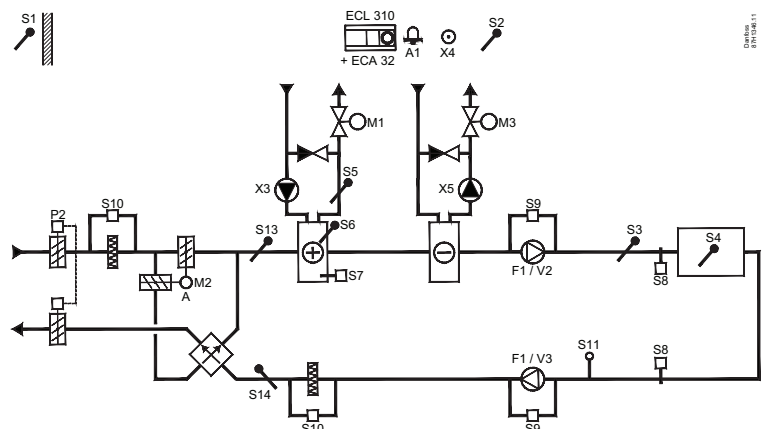 S1
ECL 310
+ ECA 32
A1
X4
S2
Danfoss
87H1346.11
M1
M3
S5
X3
X5
P2
S10
S13
S6
S7
S9
S3
S4
F1 / V2
S8
M2
A
S14
S10
F1 / V3
S9
S11
S8